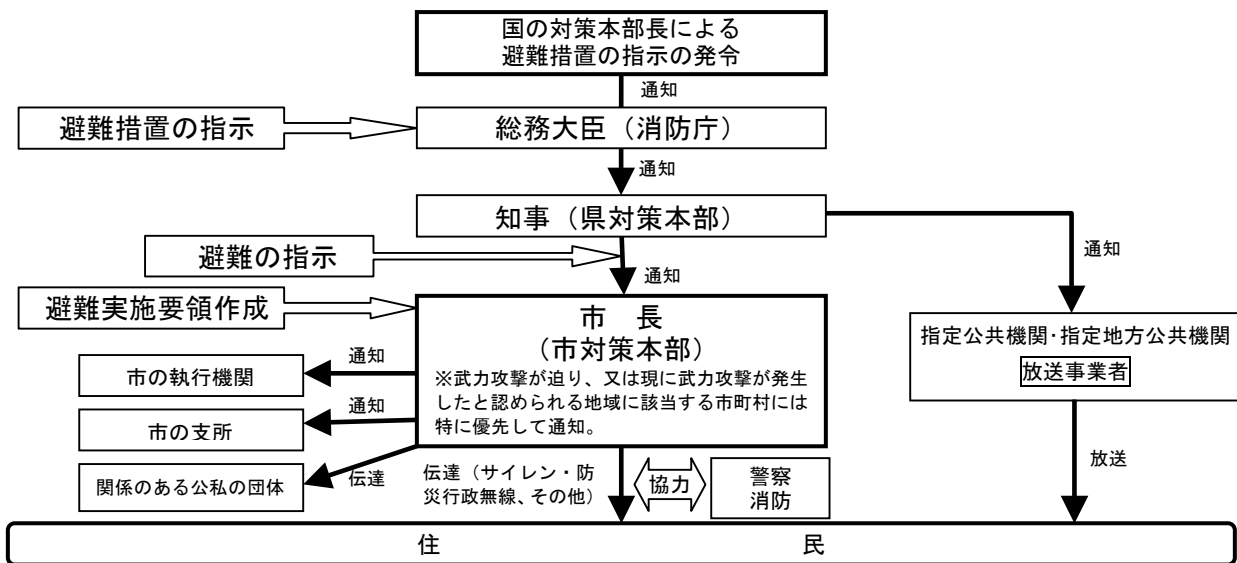 国の対策本部長による
避難措置の指示の発令
通知
避難措置の指示
総務大臣(消防庁)
通知
知事(県対策本部)
避難の指示
通知
通知
避難実施要領作成
市 長
(市対策本部)
※武力攻撃が迫り、又は現に武力攻撃が発生
したと認められる地域に該当する市町村には
特に優先して通知。
指定公共機関・指定地方公共機関
放送事業者
通知
市の執行機関
通知
市の支所
伝達
関係のある公私の団体
伝達(サイレン・防
災行政無線、その他)
協力
警察
消防
放送
住 民